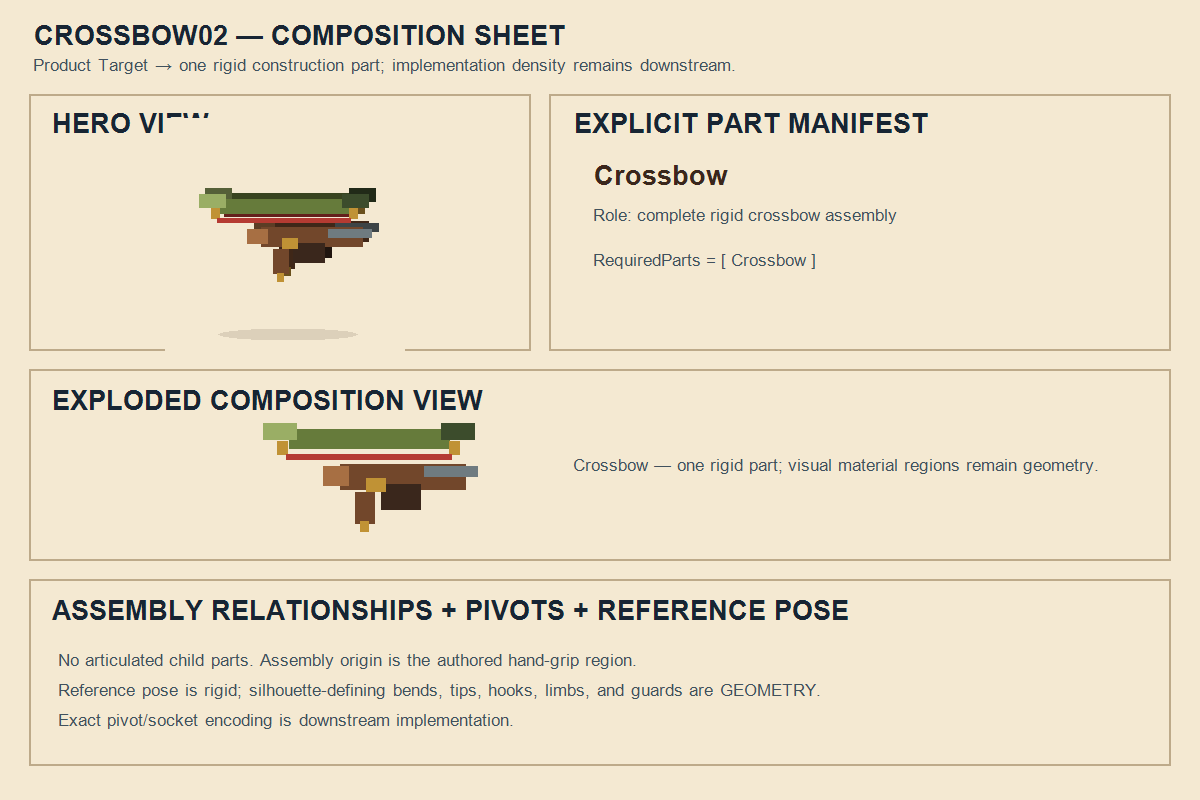 CROSSBOW02 — COMPOSITION SHEET
Product Target → one rigid construction part; implementation density remains downstream.
HERO VIEW
EXPLICIT PART MANIFEST
Crossbow
Role: complete rigid crossbow assembly
RequiredParts = [ Crossbow ]
EXPLODED COMPOSITION VIEW
Crossbow — one rigid part; visual material regions remain geometry.
ASSEMBLY RELATIONSHIPS + PIVOTS + REFERENCE POSE
No articulated child parts. Assembly origin is the authored hand-grip region.
Reference pose is rigid; silhouette-defining bends, tips, hooks, limbs, and guards are GEOMETRY.
Exact pivot/socket encoding is downstream implementation.